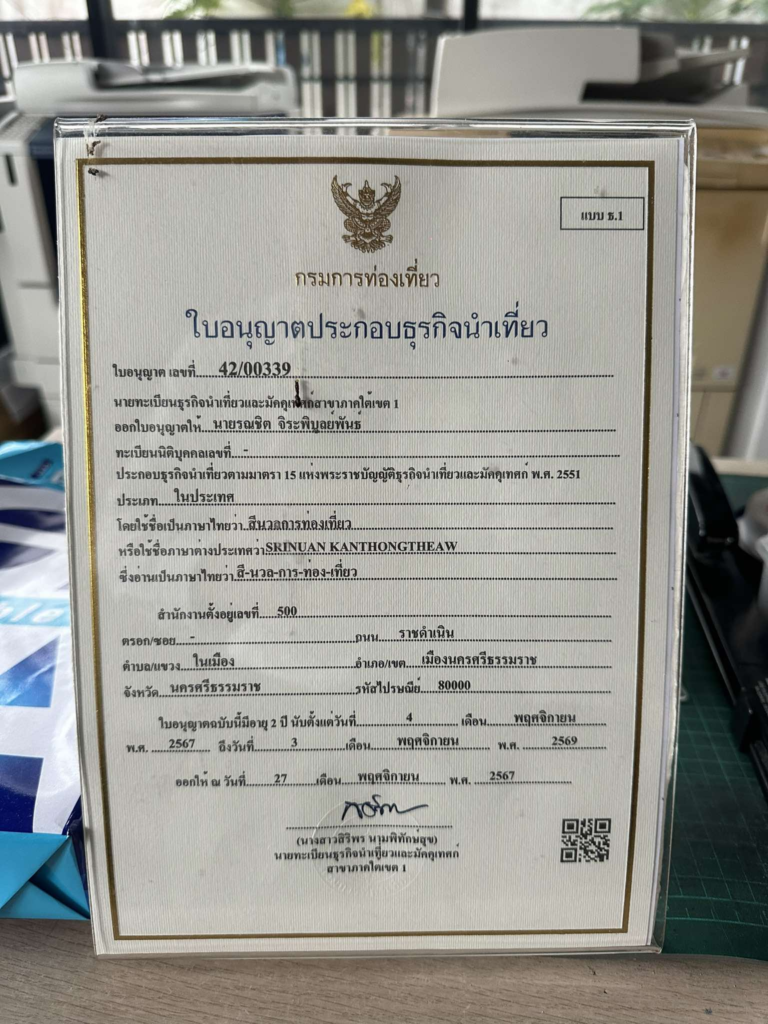 แบบ ธ.1
กรมการท่องเที่ยว
ใบอนุญาตประกอบธุรกิจนำเที่ยว
ใบอนุญาต เลขที่ 42/00339
นายทะเบียนธุรกิจนำเที่ยวและมัคคุเทศก์สาขาภาคใต้เขต 1
ออกใบอนุญาตให้ นายรณชิต จิระพิบูลย์พันธ์
ทะเบียนนิติบุคคลเลขที่ -
ประกอบธุรกิจนำเที่ยวตามมาตรา 15 แห่งพระราชบัญญัติธุรกิจนำเที่ยวและมัคคุเทศก์ พ.ศ. 2551
ประเภท ในประเทศ
โดยใช้ชื่อเป็นภาษาไทยว่า สีนวลการท่องเที่ยว
หรือใช้ชื่อภาษาต่างประเทศว่า SRINUAN KANTHONGTHEAW
ซึ่งอ่านเป็นภาษาไทยว่า สี-นวล-การ-ท่อง-เที่ยว
สำนักงานตั้งอยู่เลขที่ 500
ตรอก/ซอย - ถนน ราชดำเนิน
ตำบล/แขวง ในเมือง อำเภอ/เขต เมืองนครศรีธรรมราช
จังหวัด นครศรีธรรมราช รหัสไปรษณีย์ 80000
ใบอนุญาตฉบับนี้มีอายุ 2 ปี นับตั้งแต่วันที่ 4 เดือน พฤศจิกายน
พ.ศ. 2567 ถึงวันที่ 3 เดือน พฤศจิกายน พ.ศ. 2569
ออกให้ ณ วันที่ 27 เดือน พฤศจิกายน พ.ศ. 2567
(นางสาวสิริพร นามพิทักษ์สุข)
นายทะเบียนธุรกิจนำเที่ยวและมัคคุเทศก์
สาขาภาคใต้เขต 1